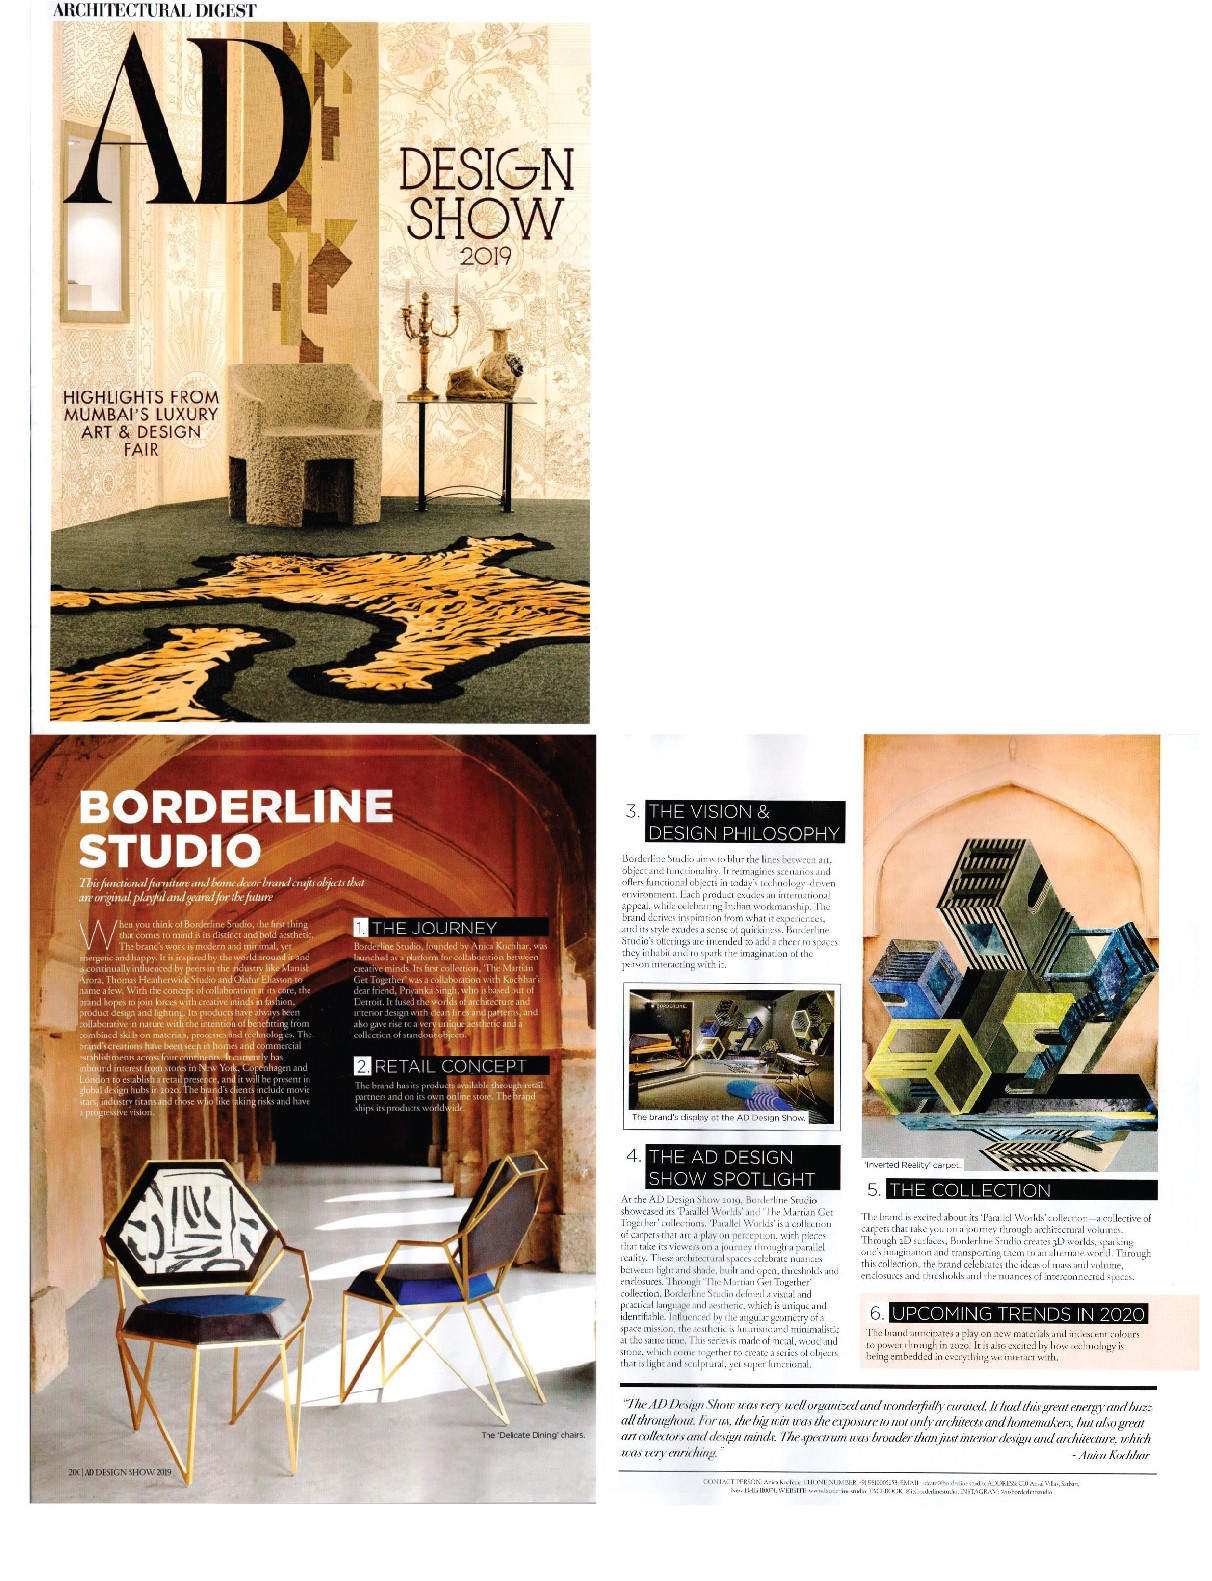 ARCHITECTURAL DIGEST
AD
DESIGN
SHOW
2019
HIGHLIGHTS FROM
MUMBAI'S LUXURY
ART & DESIGN
FAIR
BORDERLINE
STUDIO
This functional furniture and home decor brand crafts objects that
are original, playful and geared for the future
When you think of Borderline Studio, the first thing
that comes to mind is its distinct and bold aesthetic.
The brand's work is modern and minimal, yet
energetic and happy. It is inspired by the world around it and
is continually influenced by peers in the industry like Manish
Arora, Thomas Heatherwick Studio and Olafur Eliasson to
name a few. With the concept of collaboration at its core, the
brand hopes to join forces with creative minds in fashion,
product design and lighting. Its products have always been
collaborative in nature with the intention of benefitting from
combined skills on materials, processes and technologies. The
brand's creations have been seen in homes and commercial
establishments across four continents. It currently has
inbound interest from stores in New York, Copenhagen and
London to establish a retail presence, and it will be present in
global design hubs in 2020. The brand's clients include movie
stars, industry titans and those who like taking risks and have
a progressive vision.
1. THE JOURNEY
Borderline Studio, founded by Anica Kochhar, was
launched as a platform for collaboration between
creative minds. Its first collection, 'The Martian
Get Together' was a collaboration with Kochhar's
dear friend, Priyanka Singh, who is based out of
Detroit. It fused the worlds of architecture and
interior design with clean lines and patterns, and
also gave rise to a very unique aesthetic and a
collection of standout objects.
2. RETAIL CONCEPT
The brand has its products available through retail
partners and on its own online store. The brand
ships its products worldwide.
The 'Delicate Dining' chairs.
200 | AD DESIGN SHOW 2019
3. THE VISION &
DESIGN PHILOSOPHY
Borderline Studio aims to blur the lines between art,
object and functionality. It reimagines scenarios and
offers functional objects in today's technology-driven
environment. Each product exudes an international
appeal, while celebrating Indian workmanship. The
brand derives inspiration from what it experiences,
and its style exudes a sense of quirkiness. Borderline
Studio's offerings are intended to add a cheer to spaces
they inhabit and to spark the imagination of the
person interacting with it.
BORDERLINE
The brand's display at the AD Design Show.
4. THE AD DESIGN
SHOW SPOTLIGHT
At the AD Design Show 2019, Borderline Studio
showcased its 'Parallel Worlds' and 'The Martian Get
Together' collections. 'Parallel Worlds' is a collection
of carpets that are a play on perception, with pieces
that take its viewers on a journey through a parallel
reality. These architectural spaces celebrate nuances
between light and shade, built and open, thresholds and
enclosures. Through 'The Martian Get Together'
collection, Borderline Studio defined a visual and
practical language and aesthetic, which is unique and
identifiable. Influenced by the angular geometry of a
space mission, the aesthetic is futuristic and minimalistic
at the same time. This series is made of metal, wood and
stone, which come together to create a series of objects
that is light and sculptural, yet super functional.
'Inverted Reality' carpet.
5. THE COLLECTION
The brand is excited about its 'Parallel Worlds' collection—a collective of
carpets that take you on a journey through architectural volumes.
Through 2D surfaces, Borderline Studio creates 3D worlds, sparking
one's imagination and transporting them to an alternate world. Through
this collection, the brand celebrates the ideas of mass and volume,
enclosures and thresholds and the nuances of interconnected spaces.
6. UPCOMING TRENDS IN 2020
The brand anticipates a play on new materials and iridescent colours
to power through in 2020. It is also excited by how technology is
being embedded in everything we interact with.
"The AD Design Show was very well organized and wonderfully curated. It had this great energy and buzz
all throughout. For us, the big win was the exposure to not only architects and homemakers, but also great
art collectors and design minds. The spectrum was broader than just interior design and architecture, which
was very enriching."
- Anica Kochhar
CONTACT PERSON: Anica Kochhar; PHONE NUMBER: EMAIL: ADDRESS:
New Delhi 110074; WEBSITE: www.borderline.studio; FACEBOOK: INSTAGRAM: